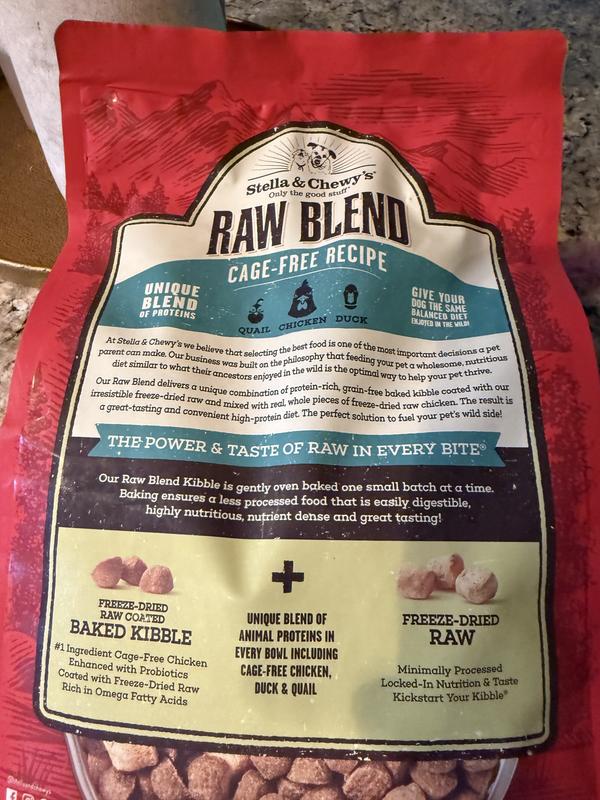 Stella & Chewy's®
Only the good stuff™
RAW BLEND
CAGE-FREE RECIPE
UNIQUE
BLEND
OF PROTEINS
QUAIL CHICKEN DUCK
GIVE YOUR
DOG THE SAME
BALANCED DIET
ENJOYED IN THE WILD!
At Stella & Chewy's we believe that selecting the best food is one of the most important decisions a pet
parent can make. Our business was built on the philosophy that feeding your pet a wholesome, nutritious
diet similar to what their ancestors enjoyed in the wild is the optimal way to help your pet thrive.
Our Raw Blend delivers a unique combination of protein-rich, grain-free baked kibble coated with our
irresistible freeze-dried raw and mixed with real, whole pieces of freeze-dried raw chicken. The result is
a great-tasting and convenient high-protein diet. The perfect solution to fuel your pet's wild side!
THE POWER & TASTE OF RAW IN EVERY BITE®
Our Raw Blend Kibble is gently oven baked one small batch at a time.
Baking ensures a less processed food that is easily digestible,
highly nutritious, nutrient dense and great tasting!
FREEZE-DRIED
RAW COATED
BAKED KIBBLE
#1 Ingredient Cage-Free Chicken
Enhanced with Probiotics
Coated with Freeze-Dried Raw
Rich in Omega Fatty Acids
+
UNIQUE BLEND OF
ANIMAL PROTEINS IN
EVERY BOWL INCLUDING
CAGE-FREE CHICKEN,
DUCK & QUAIL
FREEZE-DRIED
RAW
Minimally Processed
Locked-In Nutrition & Taste
Kickstart Your Kibble®
@stellaandchewys